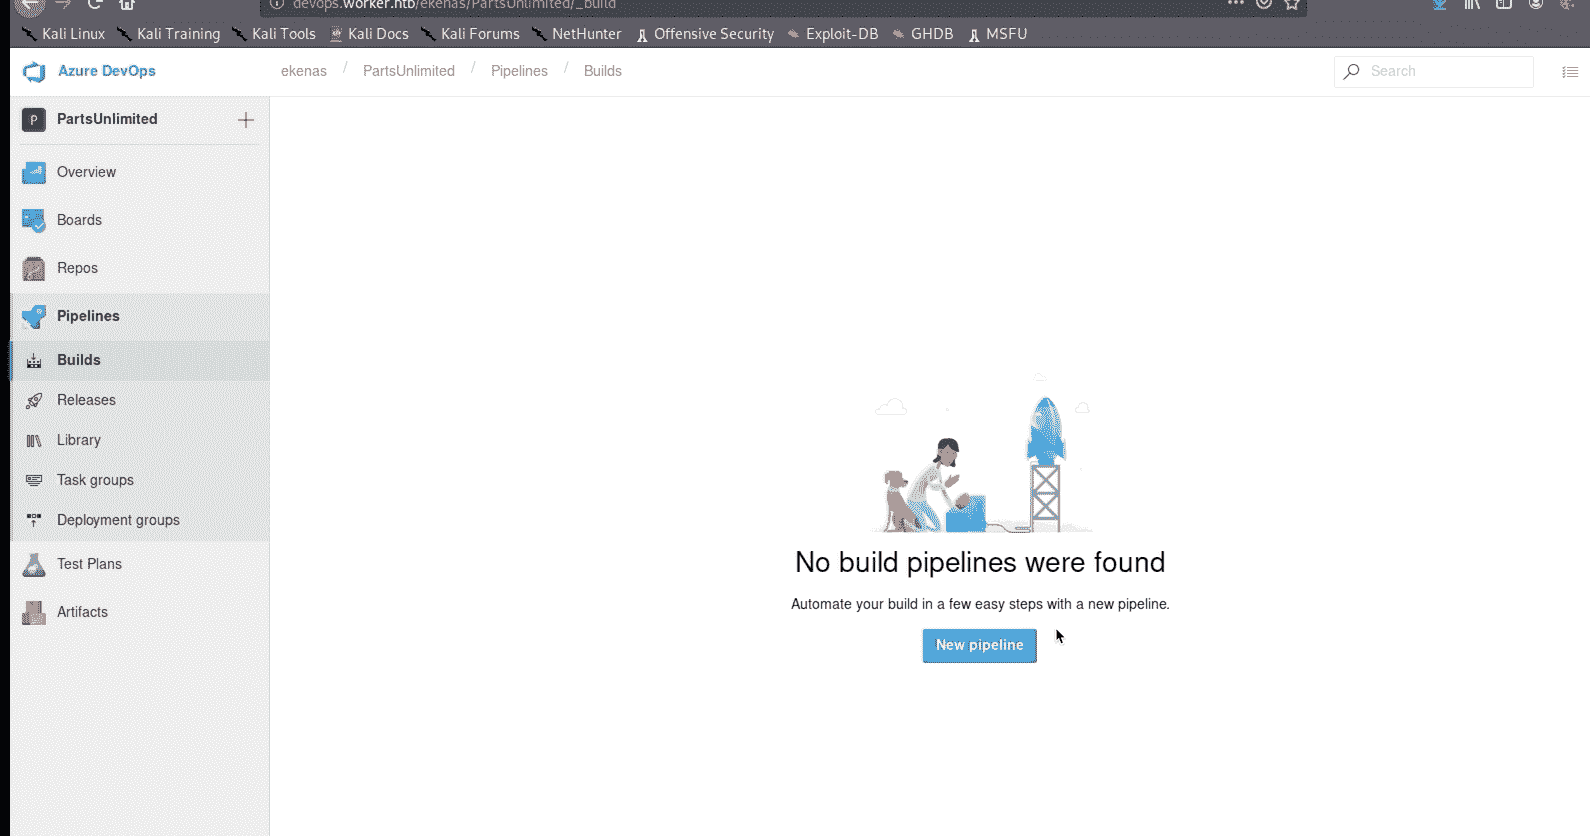 devops.worker.htb/ekenas/PartsUnlimited/_build
Kali Linux Kali Training Kali Tools Kali Docs Kali Forums NetHunter Offensive Security Exploit-DB GHDB MSFU
Azure DevOps ekenas / PartsUnlimited / Pipelines / Builds Search
P PartsUnlimited
Overview
Boards
Repos
Pipelines
Builds
Releases
Library
Task groups
Deployment groups
Test Plans
Artifacts
No build pipelines were found
Automate your build in a few easy steps with a new pipeline.
New pipeline